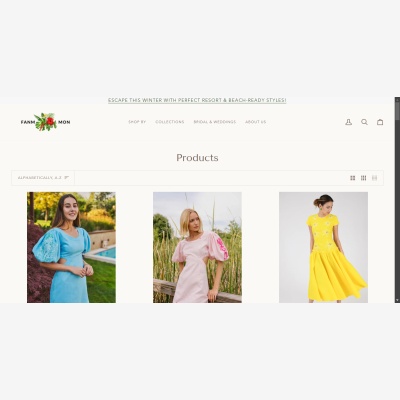 ESCAPE THIS WINTER WITH PERFECT RESORT & BEACH-READY STYLES!
FANM MON
SHOP BY COLLECTIONS BRIDAL & WEDDINGS ABOUT US
Products
ALPHABETICALLY, A-Z